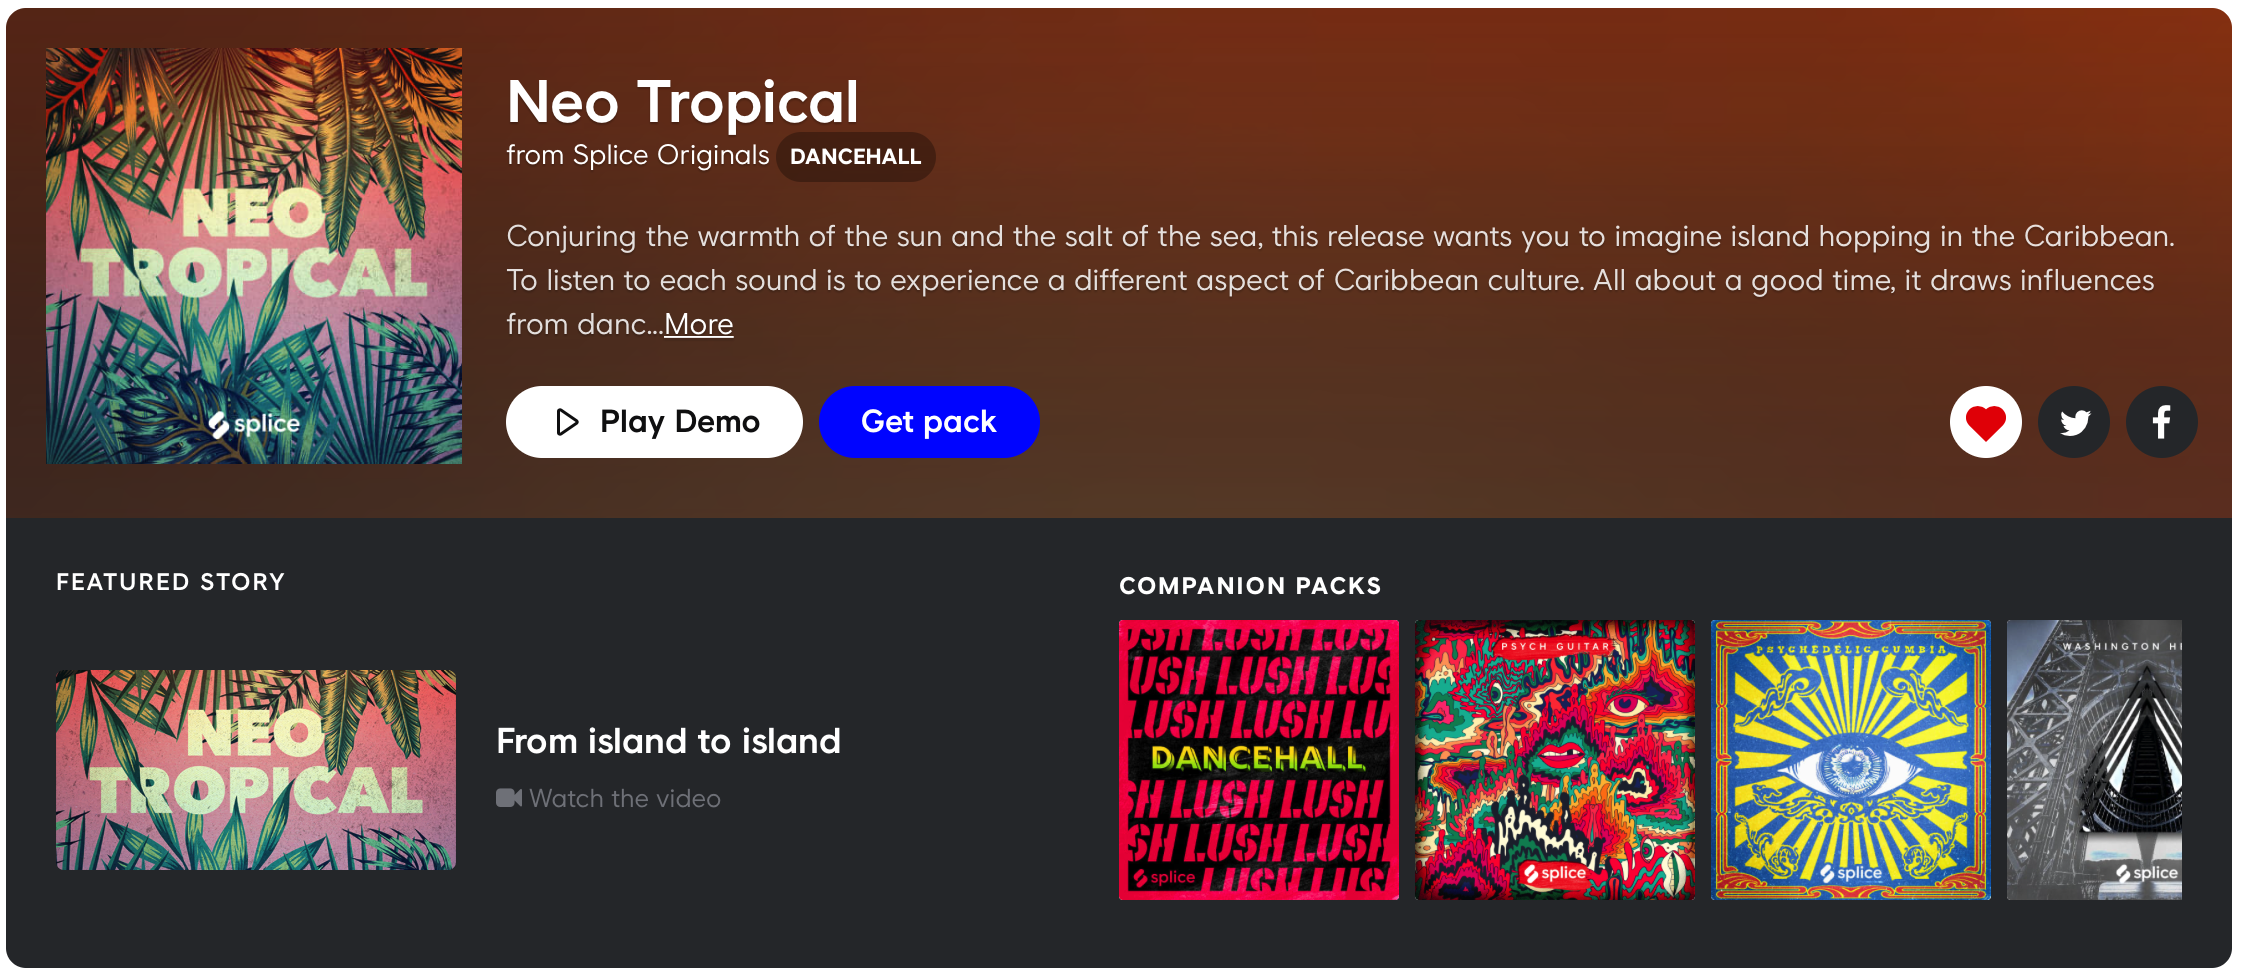 NEO
TROPICAL
splice
Neo Tropical
from Splice Originals DANCEHALL
Conjuring the warmth of the sun and the salt of the sea, this release wants you to imagine island hopping in the Caribbean.
To listen to each sound is to experience a different aspect of Caribbean culture. All about a good time, it draws influences
from danc...More
Play Demo
Get pack
FEATURED STORY
NEO
TROPICAL
From island to island
Watch the video
COMPANION PACKS
LUSH LUSH
LUSH LUSH
LUSH LUSH
DANCEHALL
LUSH LUSH
LUSH LUSH
LUSH LUSH
splice
PSYCH GUITAR
splice
PSYCHEDELIC CUMBIA
splice
WASHINGTON
splice